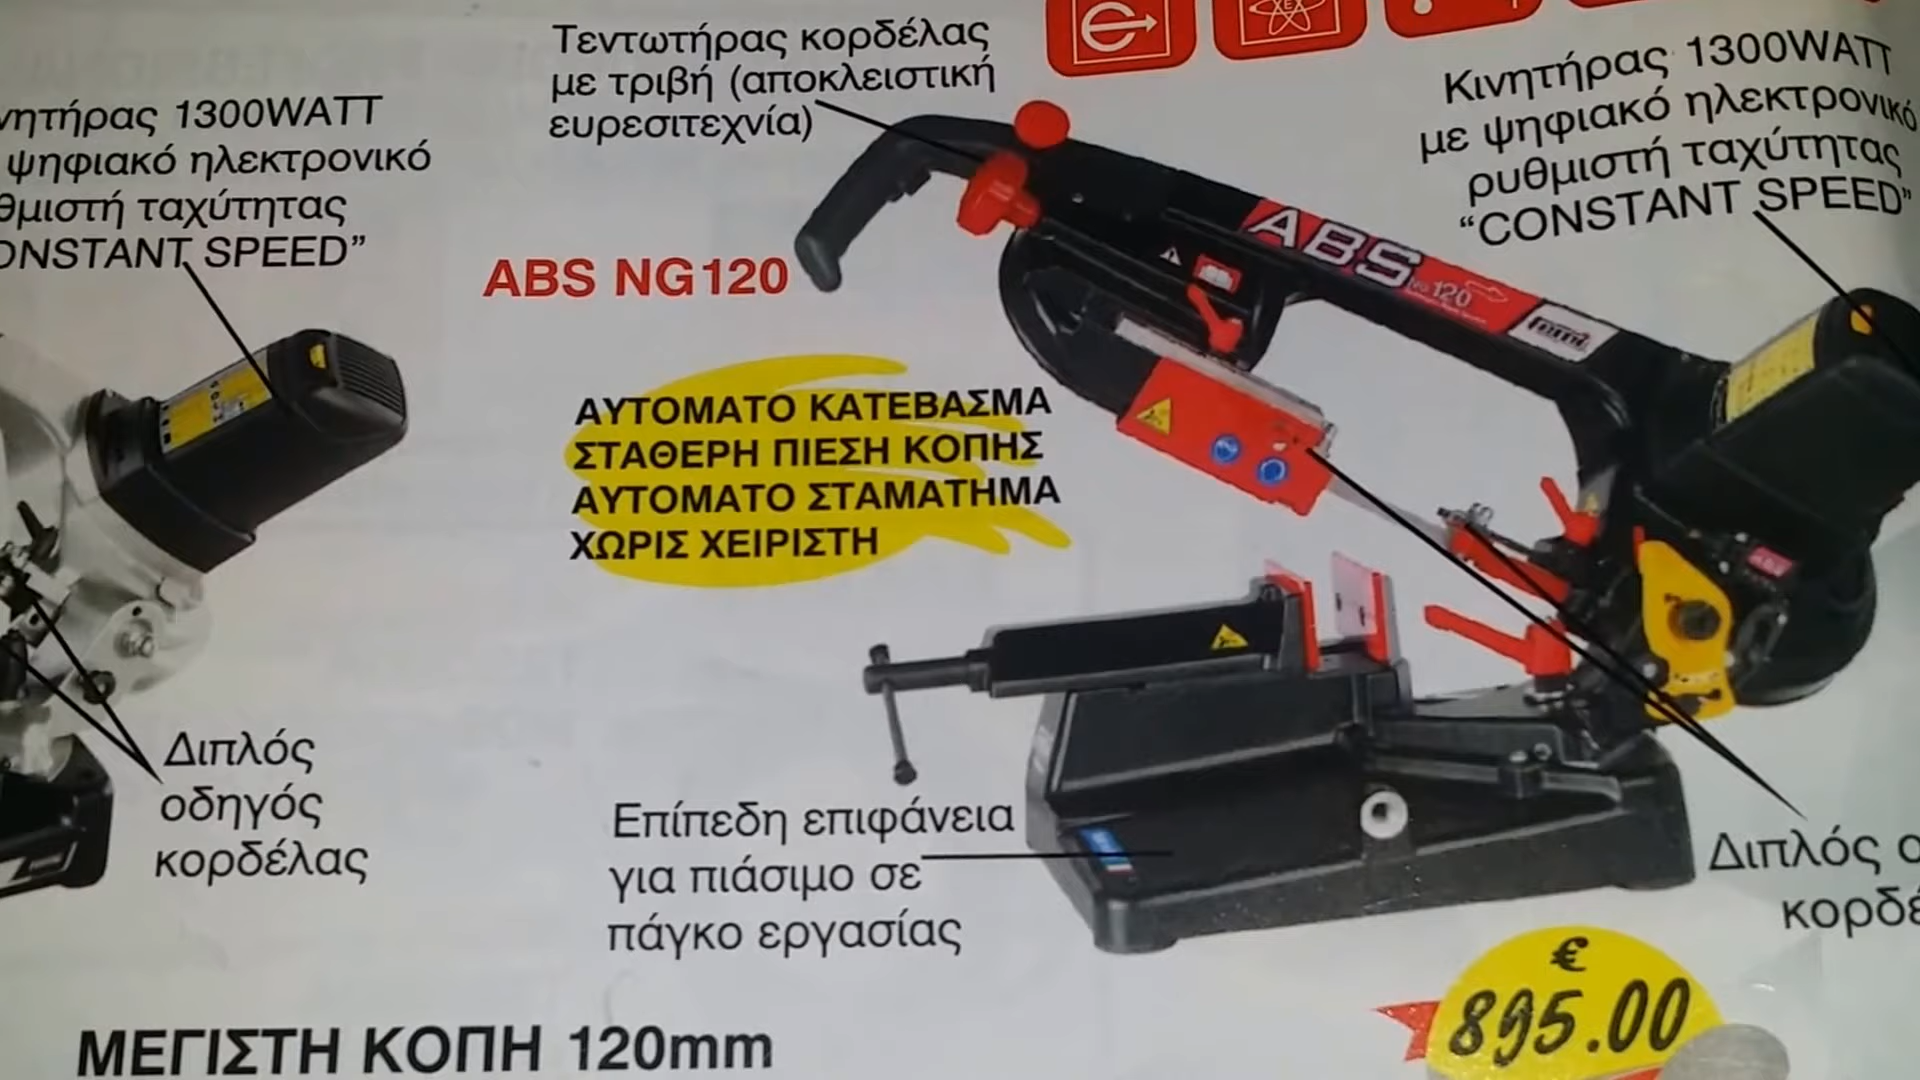 Τεντωτήρας κορδέλας
με τριβή (αποκλειστική
ευρεσιτεχνία)
1300WATT
ψηφιακό ηλεκτρονικό
ταχύτητας
SPEED”
Κινητήρας 1300WATT
με ψηφιακό ηλεκτρονικό
ρυθμιστή ταχύτητας
“CONSTANT SPEED”
ABS NG120
ABS
120
ΑΥΤΟΜΑΤΟ ΚΑΤΕΒΑΣΜΑ
ΣΤΑΘΕΡΗ ΠΙΕΣΗ ΚΟΠΗΣ
ΑΥΤΟΜΑΤΟ ΣΤΑΜΑΤΗΜΑ
ΧΩΡΙΣ ΧΕΙΡΙΣΤΗ
Διπλός
οδηγός
κορδέλας
Επίπεδη επιφάνεια
για πιάσιμο σε
πάγκο εργασίας
Διπλός
€
895.00
ΜΕΓΙΣΤΗ ΚΟΠΗ 120mm